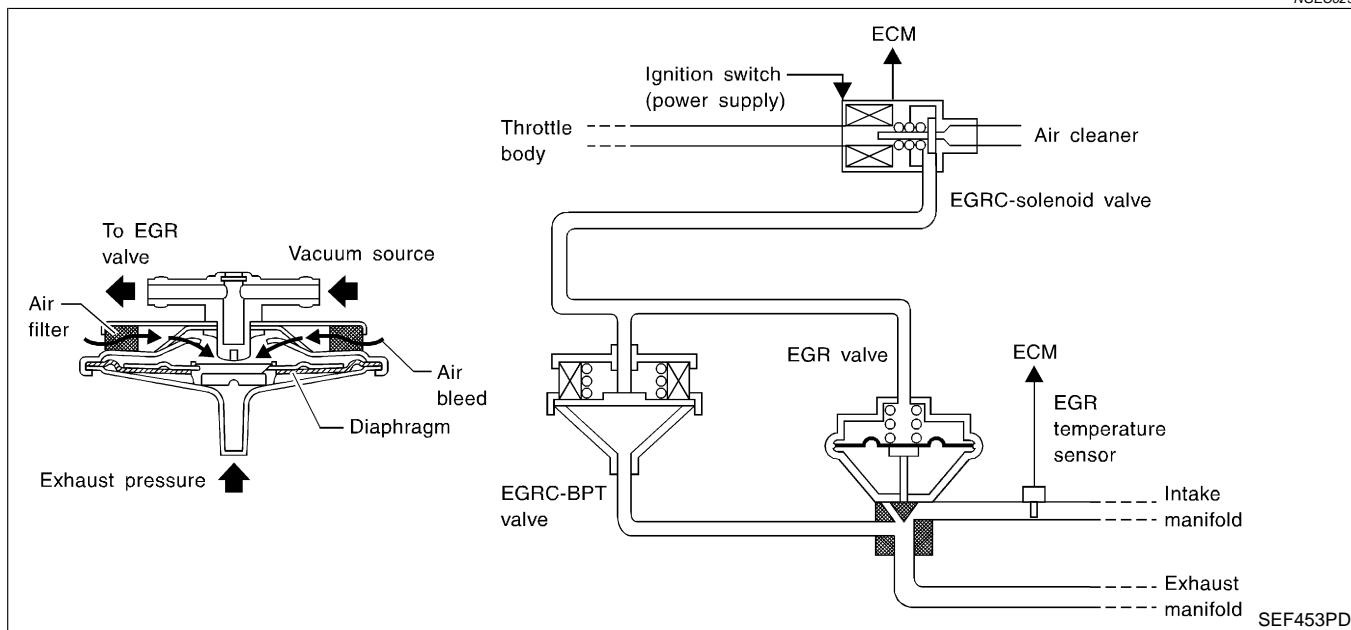 ECM
Ignition switch
(power supply)
Throttle
body
Air cleaner
EGRC-solenoid valve
To EGR
valve
Vacuum source
Air
filter
Air
bleed
Diaphragm
Exhaust pressure
EGR valve
ECM
EGR
temperature
sensor
EGRC-BPT
valve
Intake
manifold
Exhaust
manifold
SEF453PD